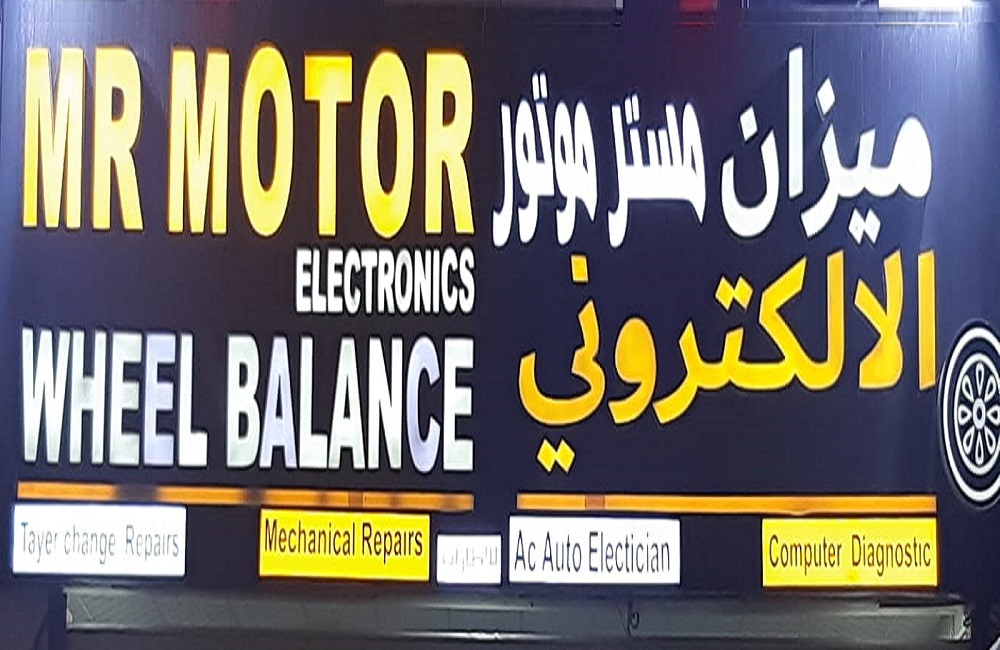 MR MOTOR
ELECTRONICS
WHEEL BALANCE
ميزان مستر موتور
الالكتروني
Tayer change Repairs
Mechanical Repairs
Ac Auto Electician
Computer Diagnostic